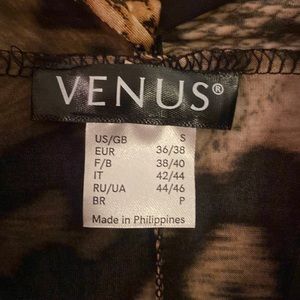 VENUS®
US/GB S
EUR 36/38
F/B 38/40
IT 42/44
RU/UA 44/46
BR P
Made in Philippines